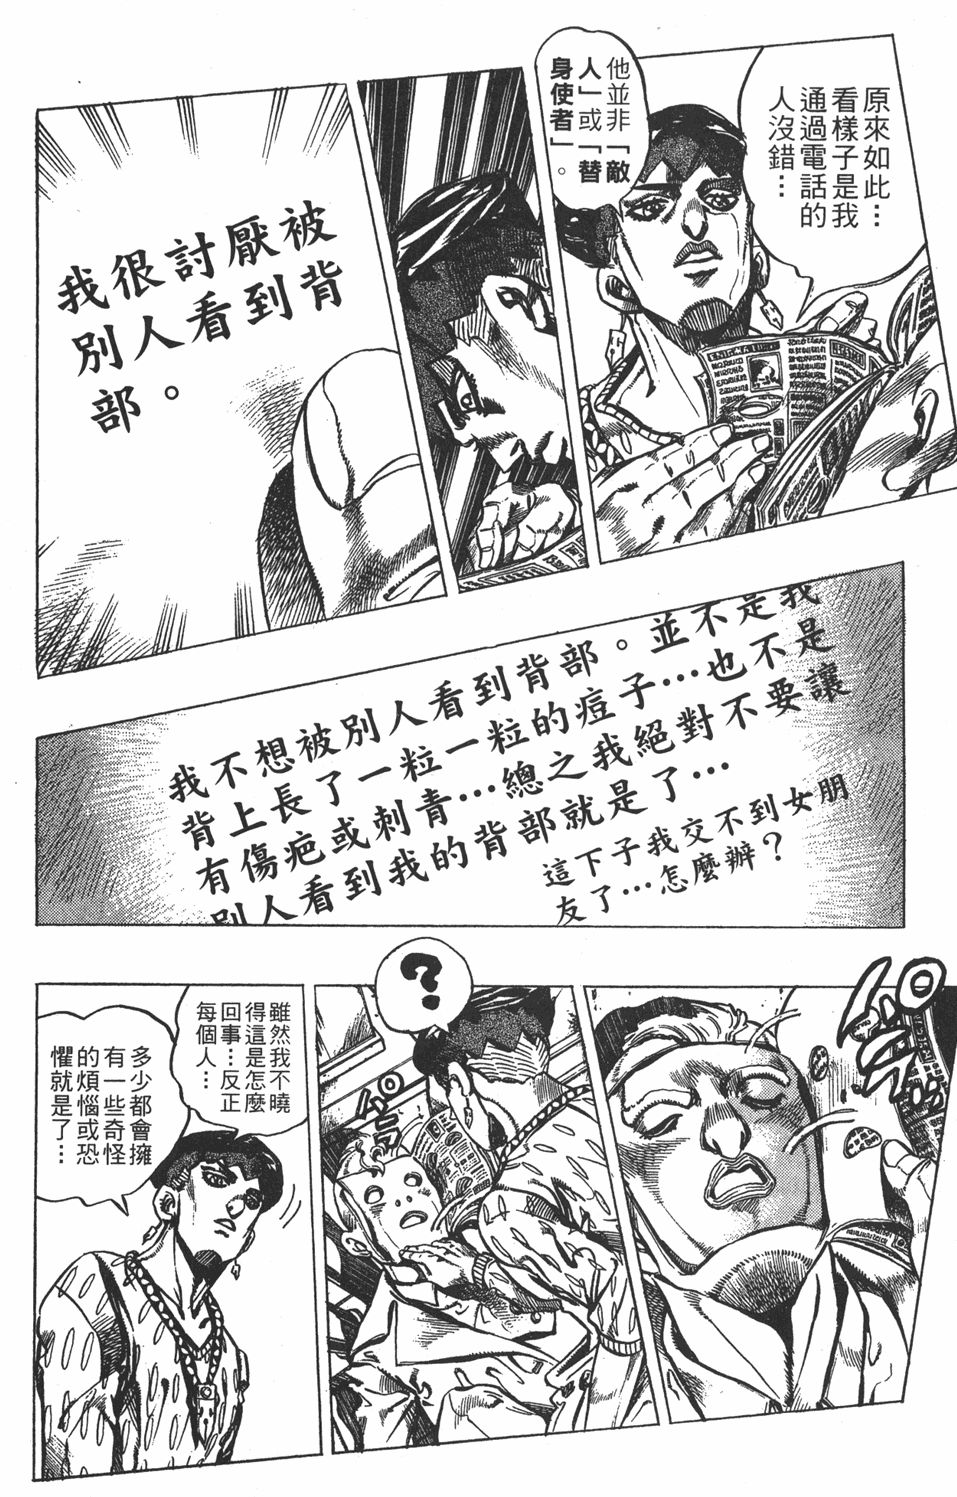 原來如此…
看樣子是我
通過電話的
人沒錯…
他並非「敵
人」或「替
身使者」。
我很討厭被
別人看到背
部。
我不想被別人看到背部。並不是我
背上長了一粒一粒的痘子…也不是
有傷疤或刺青…總之我絕對不要讓
別人看到我的背部就是了…
這下子我交不到女朋
友了…怎麼辦？
?
雖然我不曉
得這是怎麼
回事…反正
每個人…
多少都會擁
有一些奇怪
的煩惱或恐
懼就是了…